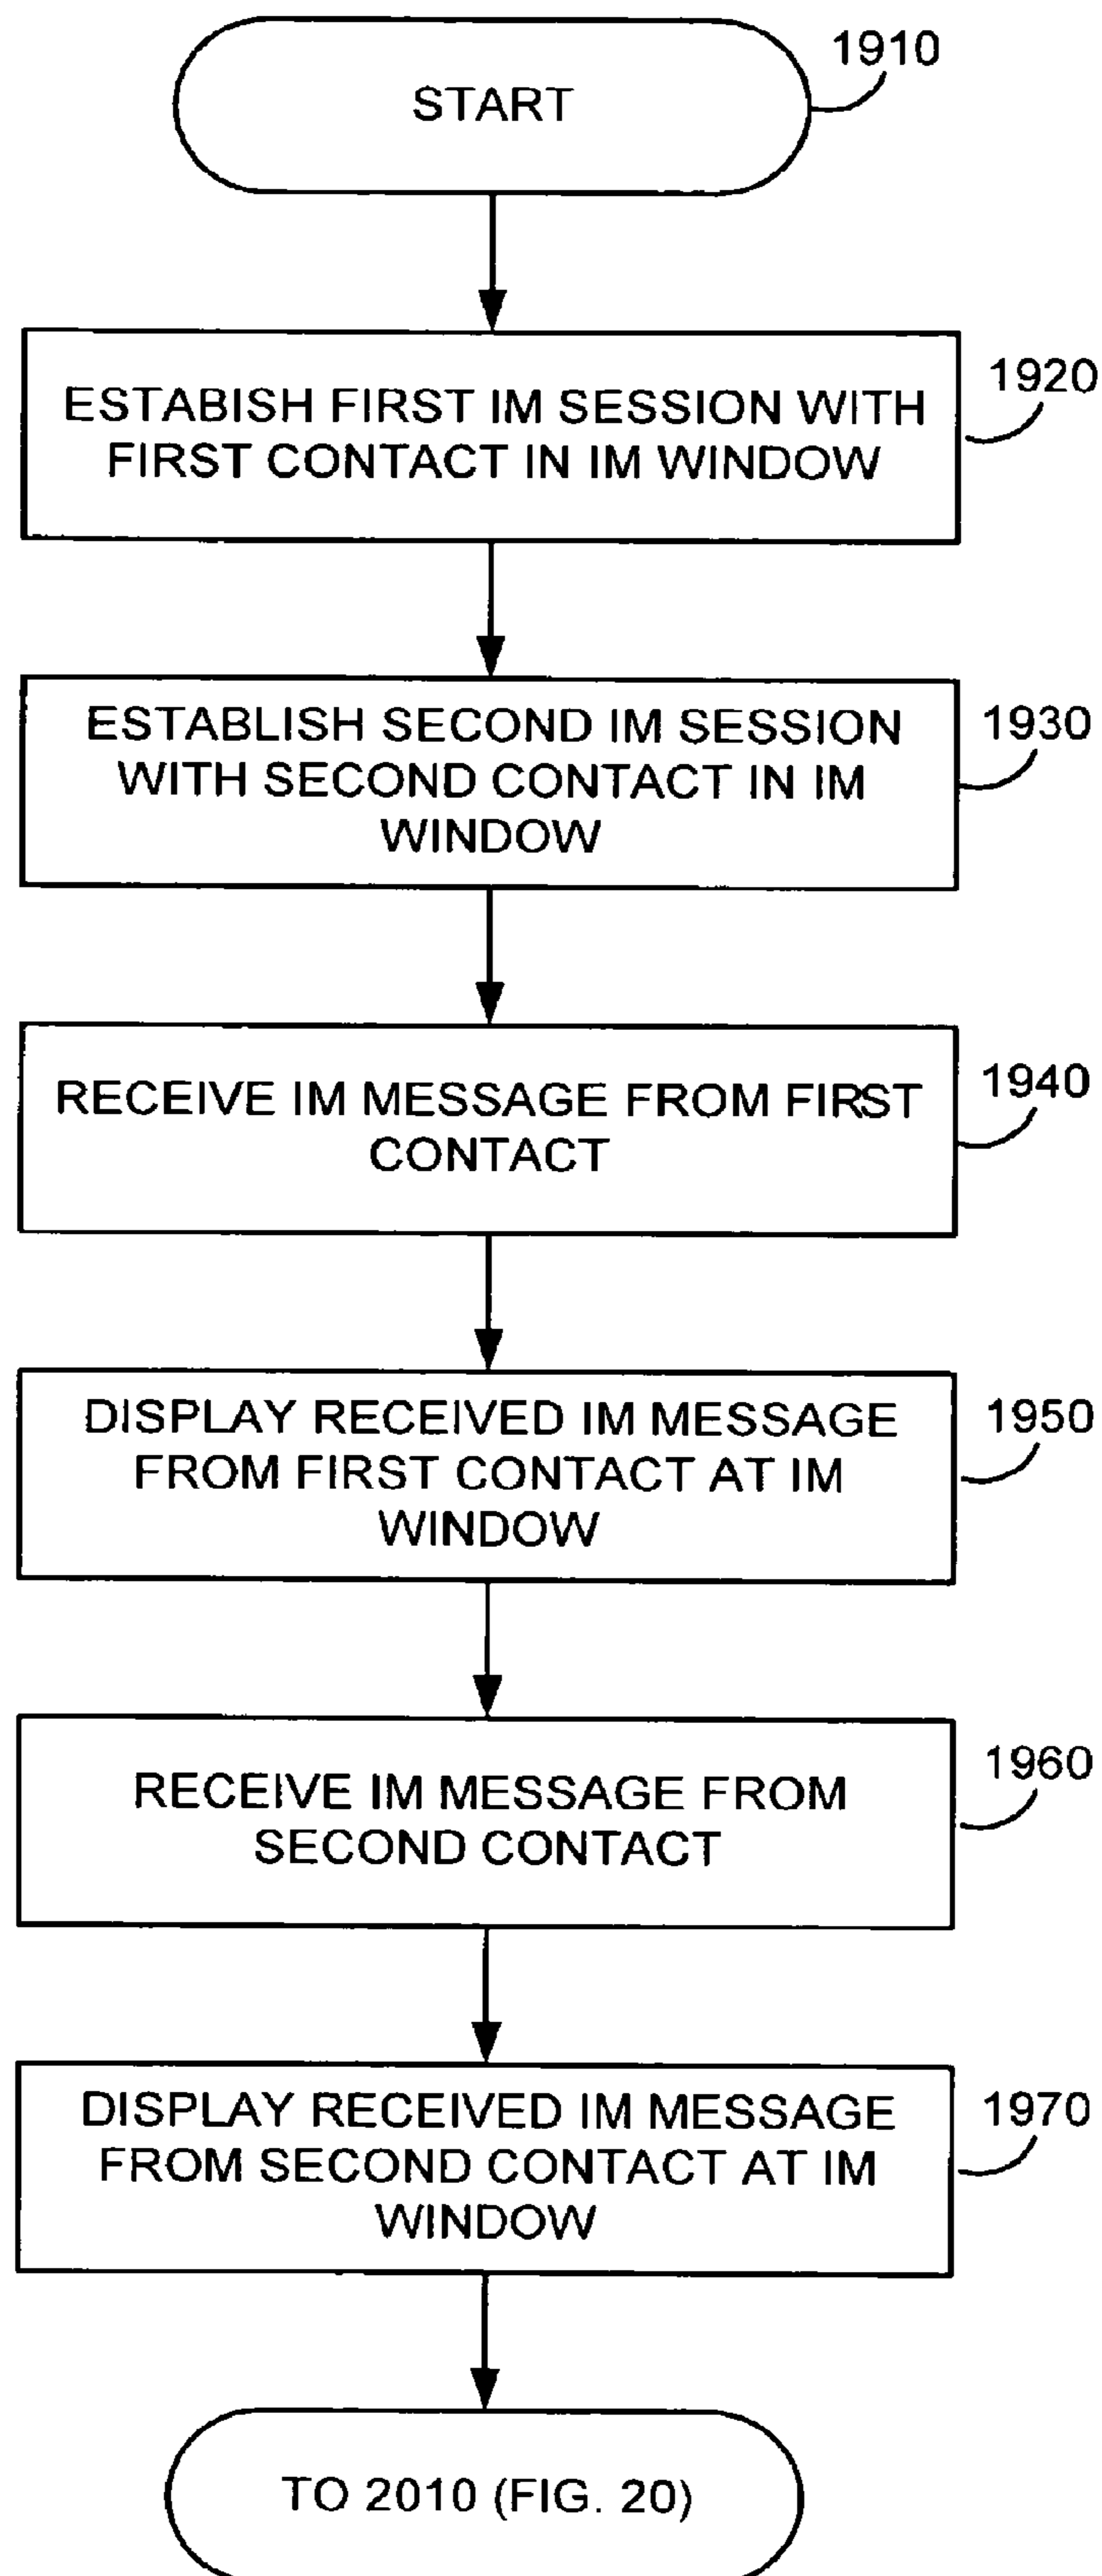 START
1910
ESTABISH FIRST IM SESSION WITH
FIRST CONTACT IN IM WINDOW
1920
ESTABLISH SECOND IM SESSION
WITH SECOND CONTACT IN IM
WINDOW
1930
RECEIVE IM MESSAGE FROM FIRST
CONTACT
1940
DISPLAY RECEIVED IM MESSAGE
FROM FIRST CONTACT AT IM
WINDOW
1950
RECEIVE IM MESSAGE FROM
SECOND CONTACT
1960
DISPLAY RECEIVED IM MESSAGE
FROM SECOND CONTACT AT IM
WINDOW
1970
TO 2010 (FIG. 20)